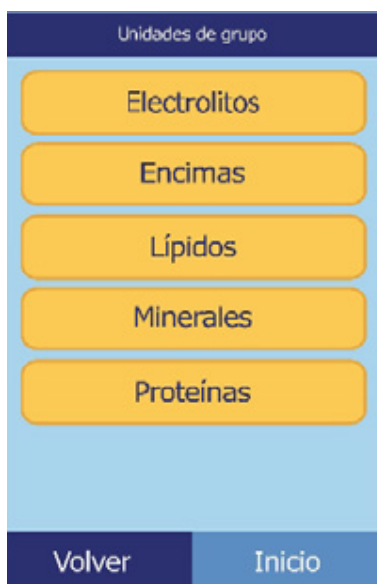 Unidades de grupo
Electrolitos
Encimas
Lípidos
Minerales
Proteínas
Volver Inicio